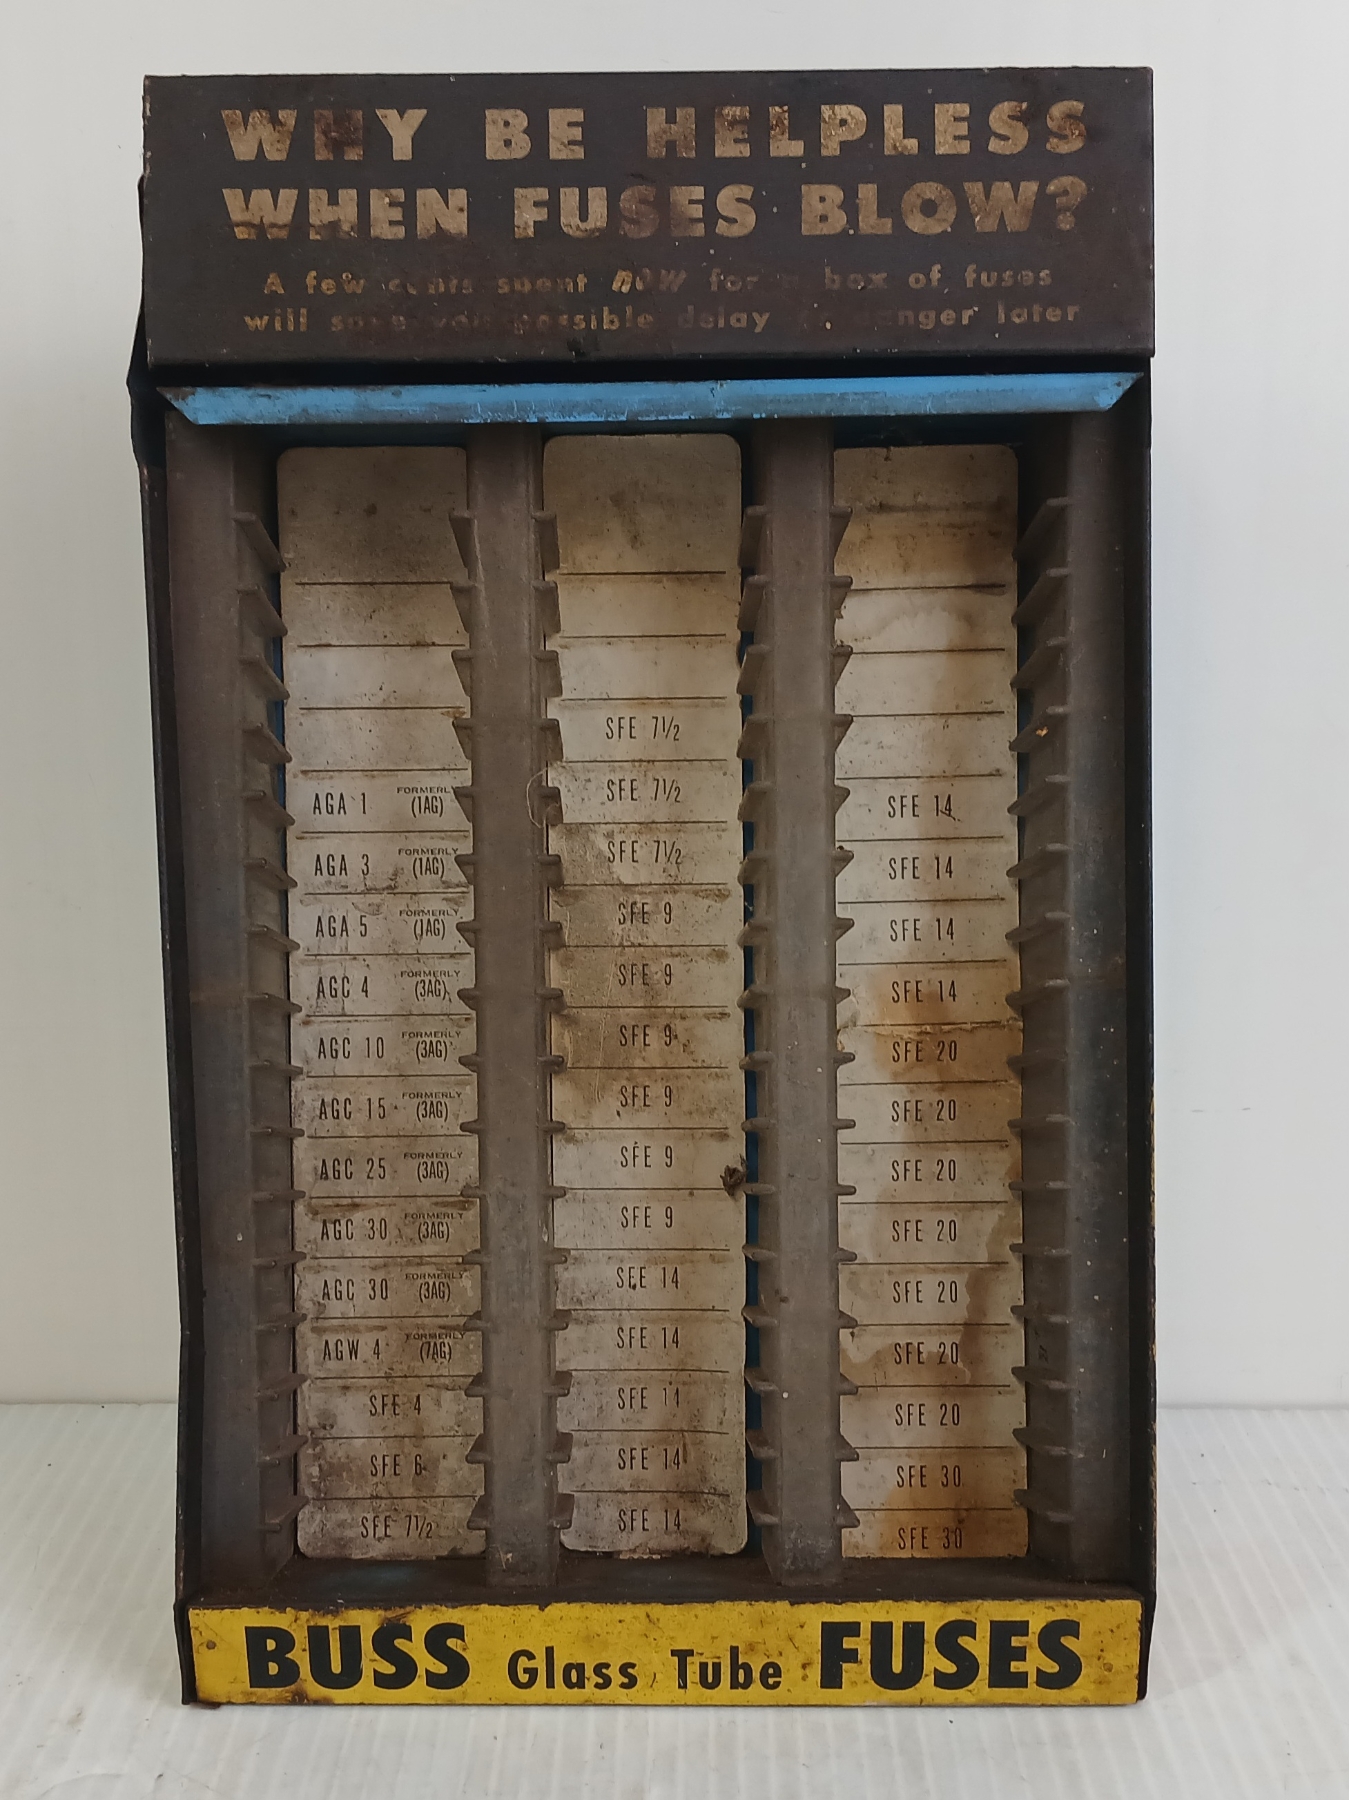 WHY BE HELPLESS
WHEN FUSES BLOW?
A few cents spent now for a box of fuses
will save you possible delay or danger later
AGA 1 FORMERLY (1AG)
AGA 3 FORMERLY (1AG)
AGA 5 FORMERLY (1AG)
AGC 4 FORMERLY (3AG)
AGC 10 FORMERLY (3AG)
AGC 15 FORMERLY (3AG)
AGC 25 FORMERLY (3AG)
AGC 30 FORMERLY (3AG)
AGC 30 FORMERLY (3AG)
AGW 4 FORMERLY (7AG)
SFE 4
SFE 6
SFE 7½
SFE 7½
SFE 7½
SFE 7½
SFE 9
SFE 9
SFE 9
SFE 9
SFE 9
SFE 9
SFE 14
SFE 14
SFE 14
SFE 14
SFE 14
SFE 14
SFE 14
SFE 14
SFE 14
SFE 20
SFE 20
SFE 20
SFE 20
SFE 20
SFE 20
SFE 20
SFE 30
SFE 30
BUSS Glass Tube FUSES